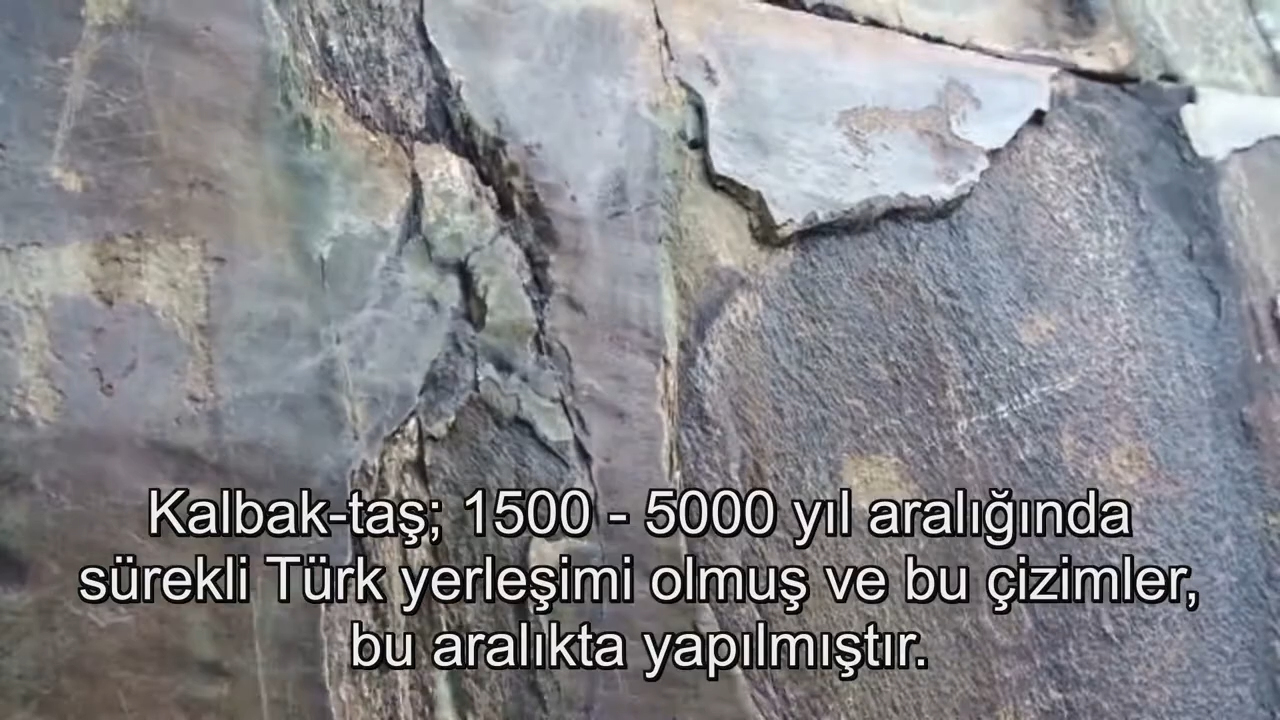 Kalbak-taş; 1500 - 5000 yıl aralığında
sürekli Türk yerleşimi olmuş ve bu çizimler,
bu aralıkta yapılmıştır.